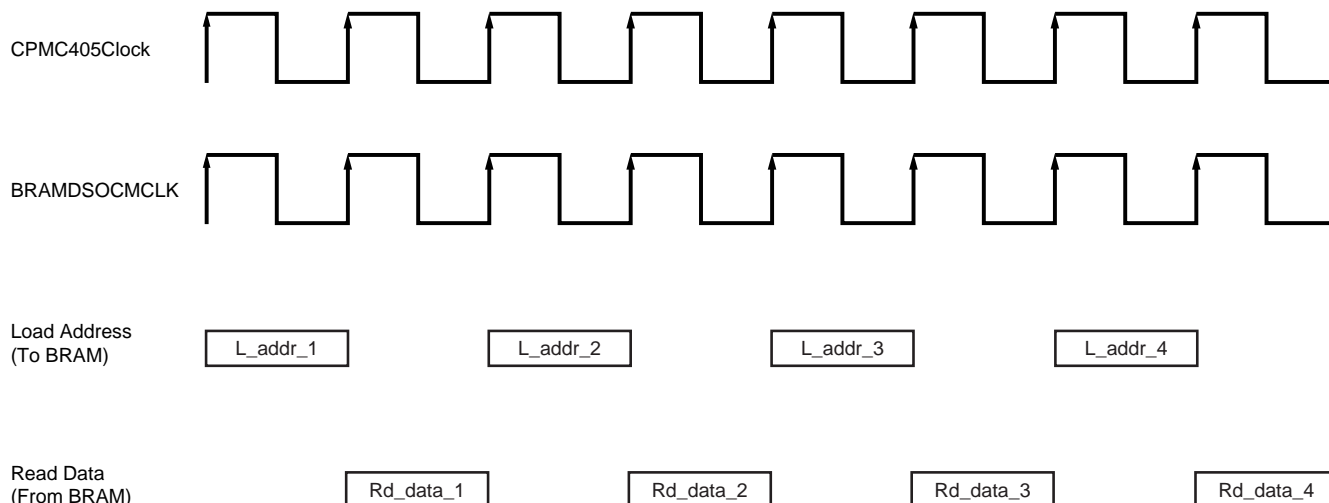 CPMC405Clock
BRAMDSOCMCLK
Load Address
(To BRAM)
L_addr_1
L_addr_2
L_addr_3
L_addr_4
Read Data
(From BRAM)
Rd_data_1
Rd_data_2
Rd_data_3
Rd_data_4